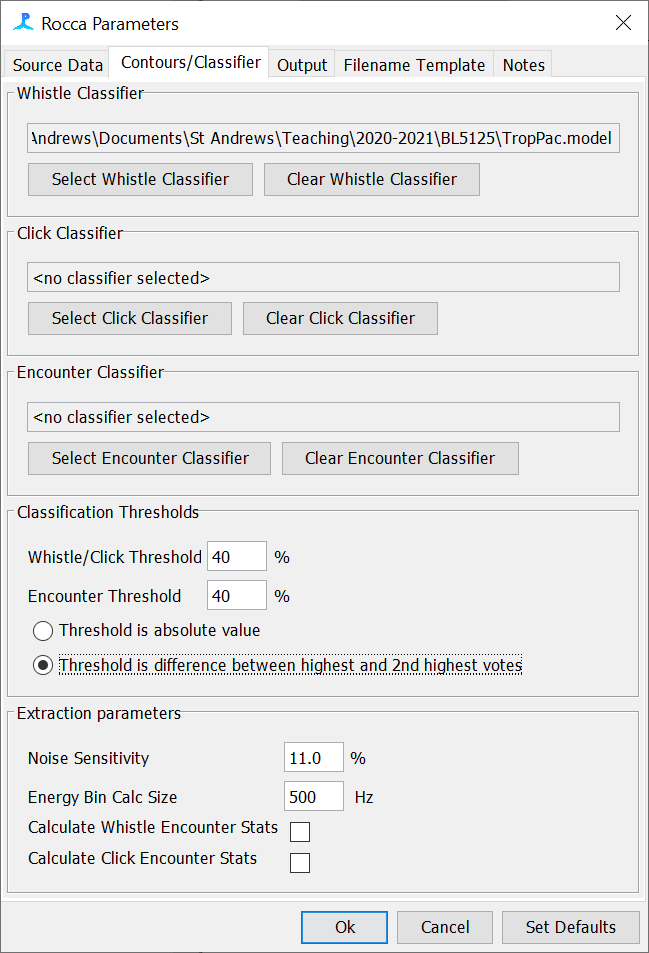 Rocca Parameters
Source Data Contours/Classifier Output Filename Template Notes
Whistle Classifier
Andrews\Documents\St Andrews\Teaching\2020-2021\BL5125\TropPac.model
Select Whistle Classifier Clear Whistle Classifier
Click Classifier
<no classifier selected>
Select Click Classifier Clear Click Classifier
Encounter Classifier
<no classifier selected>
Select Encounter Classifier Clear Encounter Classifier
Classification Thresholds
Whistle/Click Threshold 40 %
Encounter Threshold 40 %
Threshold is absolute value
Threshold is difference between highest and 2nd highest votes
Extraction parameters
Noise Sensitivity 11.0 %
Energy Bin Calc Size 500 Hz
Calculate Whistle Encounter Stats
Calculate Click Encounter Stats
Ok Cancel Set Defaults